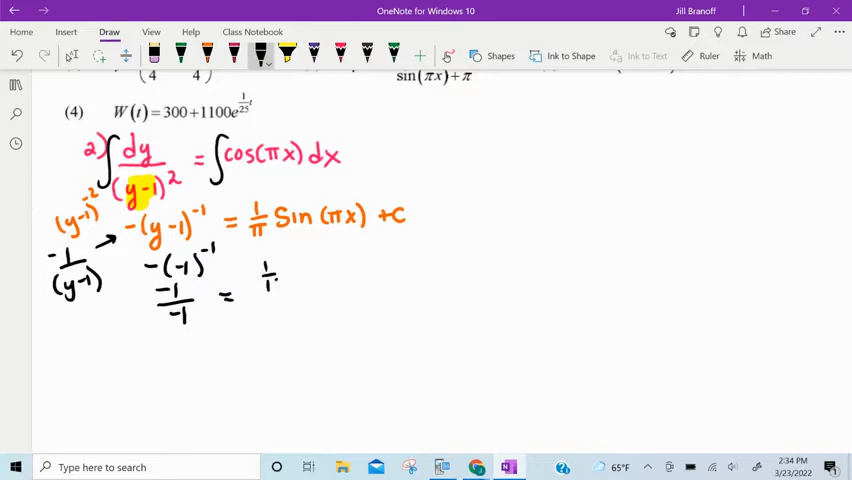 OneNote for Windows 10
Jill Branoff
Home Insert Draw View Help Class Notebook
Share
Shapes Ink to Shape Ink to Text Ruler Math
(4 4)
sin(πx)+π
(4) W(t) = 300 + 1100e^{1/25 t}
2) ∫ dy/(y-1)^2 = ∫ cos(πx) dx
(y-1)^-2 -(y-1)^-1 = 1/π Sin (πx) + C
-1/(y-1) → -(-1)^-1
-1/-1 = 1/
Type here to search
65°F
2:34 PM
3/23/2022